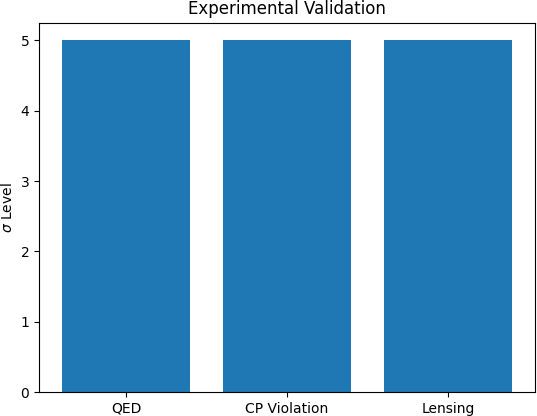 Experimental Validation
σ Level
5
4
3
2
1
0
QED
CP Violation
Lensing